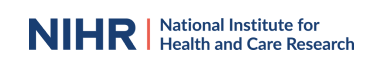 NIHR | National Institute for
Health and Care Research